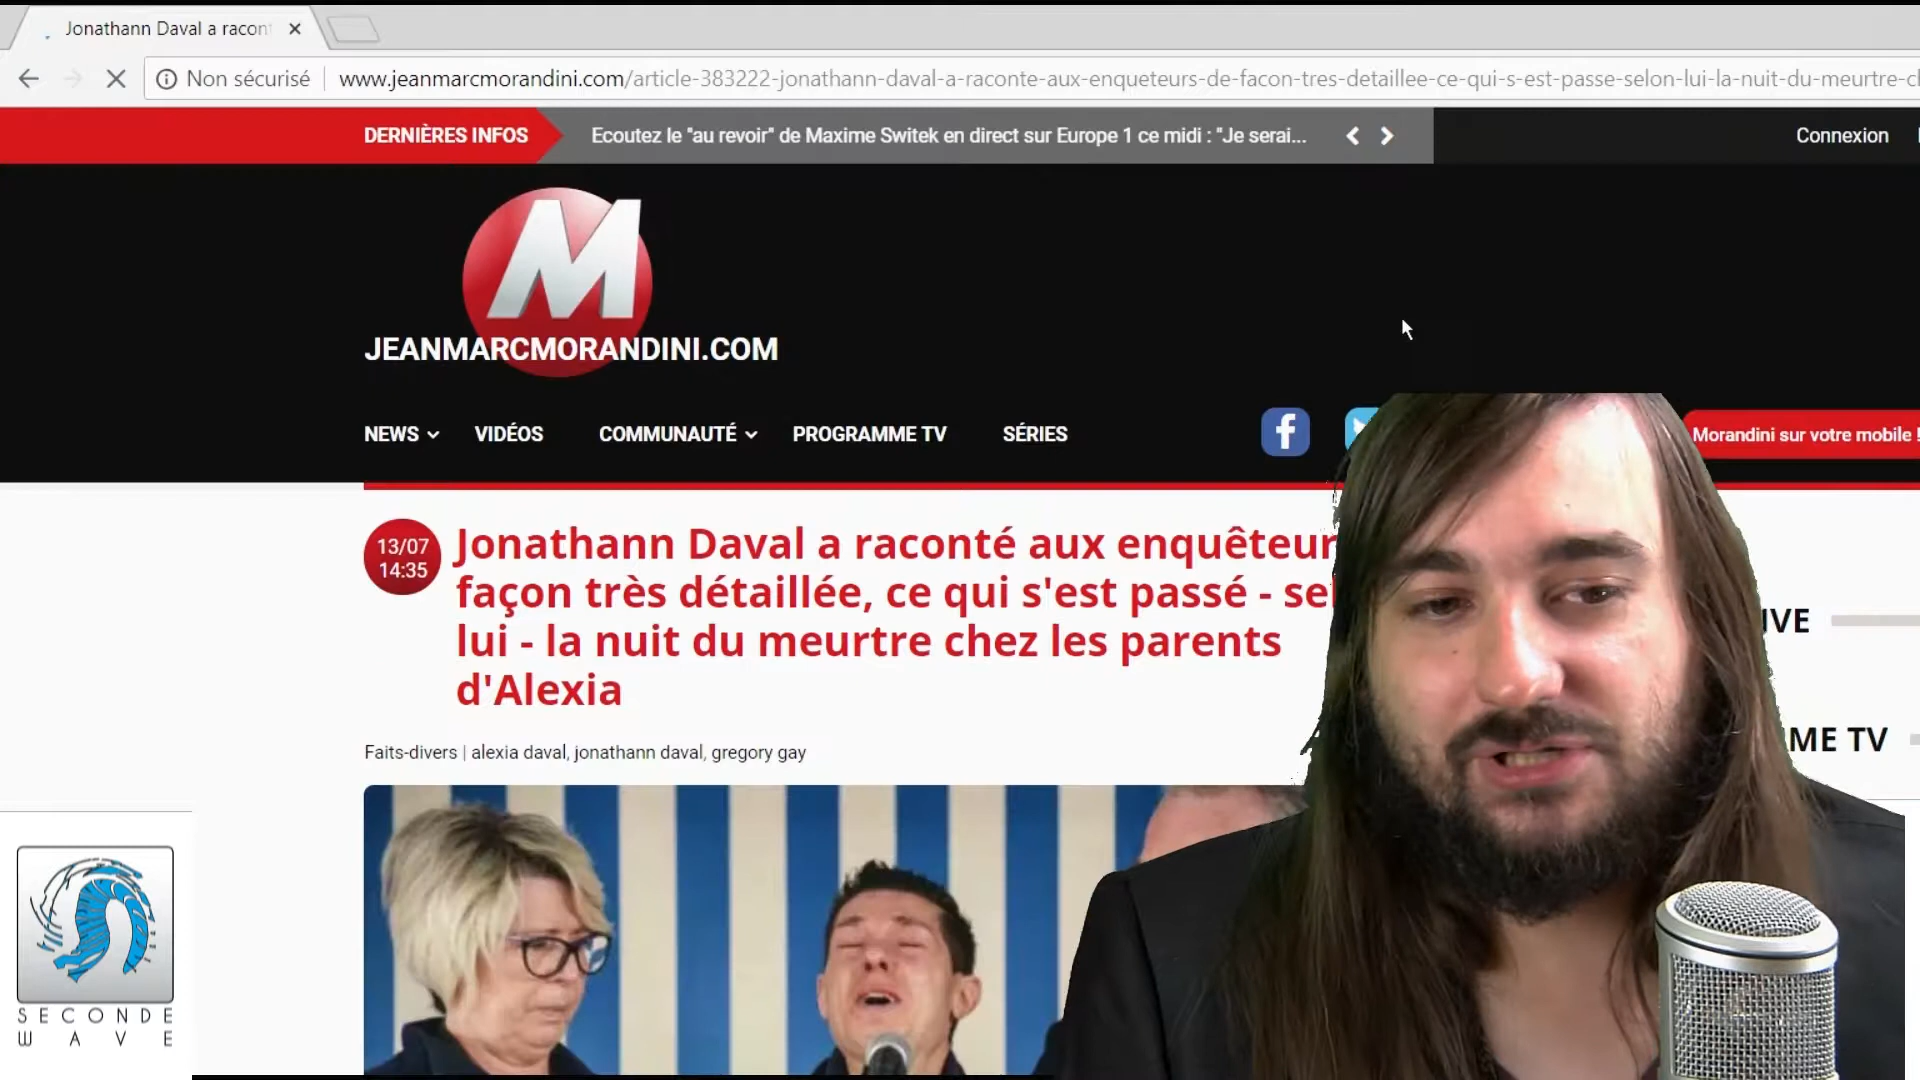 Jonathann Daval a racont
Non sécurisé
www.jeanmarcmorandini.com/article-383222-jonathann-daval-a-raconte-aux-enqueteurs-de-facon-tres-detaillee-ce-qui-s-est-passe-selon-lui-la-nuit-du-meurtre-c
DERNIÈRES INFOS
Ecoutez le "au revoir" de Maxime Switek en direct sur Europe 1 ce midi : "Je serai...
Connexion
M
JEANMARCMORANDINI.COM
NEWS
VIDÉOS
COMMUNAUTÉ
PROGRAMME TV
SÉRIES
f
Morandini sur votre mobile !
13/07
14:35
Jonathann Daval a raconté aux enquêteur
façon très détaillée, ce qui s'est passé - sel
lui - la nuit du meurtre chez les parents
d'Alexia
IVE
ME TV
Faits-divers | alexia daval, jonathann daval, gregory gay
SECONDE
WAVE